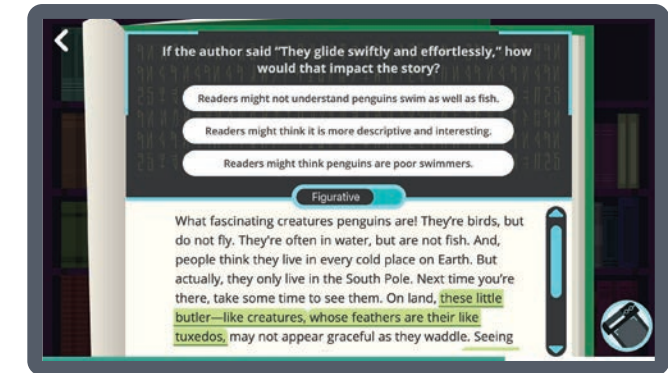 If the author said “They glide swiftly and effortlessly,” how
would that impact the story?
Readers might not understand penguins swim as well as fish.
Readers might think it is more descriptive and interesting.
Readers might think penguins are poor swimmers.
Figurative
What fascinating creatures penguins are! They’re birds, but
do not fly. They’re often in water, but are not fish. And,
people think they live in every cold place on Earth. But
actually, they only live in the South Pole. Next time you’re
there, take some time to see them. On land, these little
butler—like creatures, whose feathers are their like
tuxedos, may not appear graceful as they waddle. Seeing